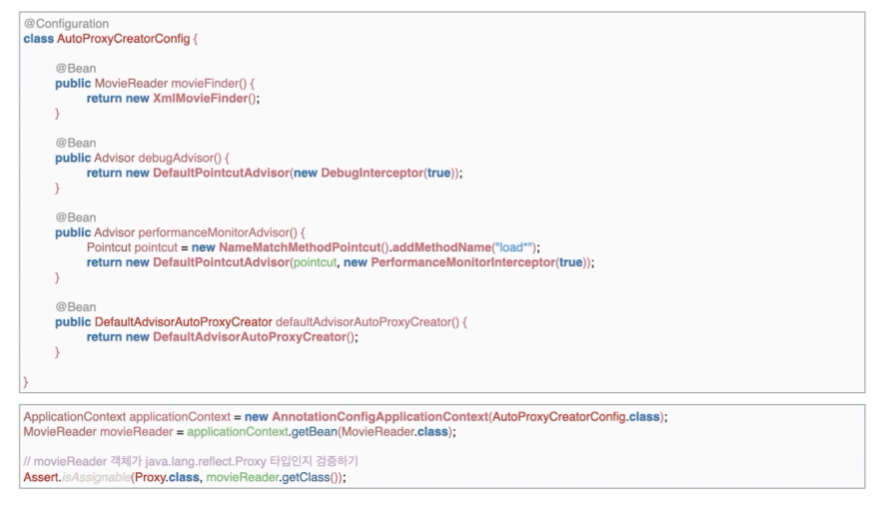 @Configuration
class AutoProxyCreatorConfig {
@Bean
public MovieReader movieFinder() {
return new XmlMovieFinder();
}
@Bean
public Advisor debugAdvisor() {
return new DefaultPointcutAdvisor(new DebugInterceptor(true));
}
@Bean
public Advisor performanceMonitorAdvisor() {
Pointcut pointcut = new NameMatchMethodPointcut().addMethodName("load*");
return new DefaultPointcutAdvisor(pointcut, new PerformanceMonitorInterceptor(true));
}
@Bean
public DefaultAdvisorAutoProxyCreator defaultAdvisorAutoProxyCreator() {
return new DefaultAdvisorAutoProxyCreator();
}
}
ApplicationContext applicationContext = new AnnotationConfigApplicationContext(AutoProxyCreatorConfig.class);
MovieReader movieReader = applicationContext.getBean(MovieReader.class);
// movieReader 객체가 java.lang.reflect.Proxy 타입인지 검증하기
Assert.isAssignable(Proxy.class, movieReader.getClass());